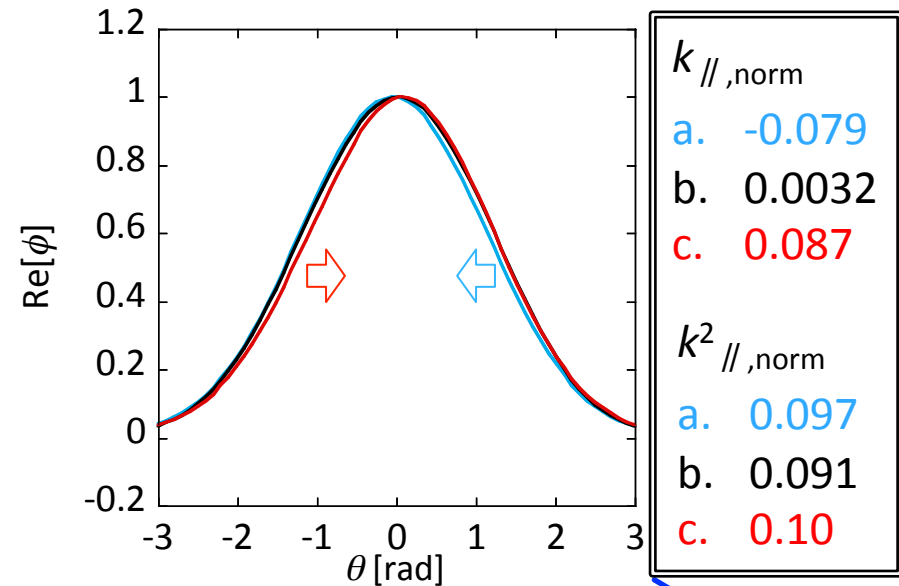 1.2
1
0.8
0.6
0.4
0.2
0
-0.2
-3 -2 -1 0 1 2 3
Re[ϕ]
θ [rad]
k //,norm
a. -0.079
b. 0.0032
c. 0.087
k² //,norm
a. 0.097
b. 0.091
c. 0.10